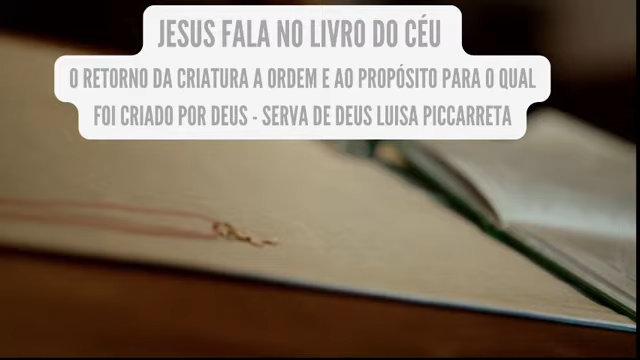 JESUS FALA NO LIVRO DO CÉU
O RETORNO DA CRIATURA A ORDEM E AO PROPÓSITO PARA O QUAL
FOI CRIADO POR DEUS - SERVA DE DEUS LUISA PICCARRETA